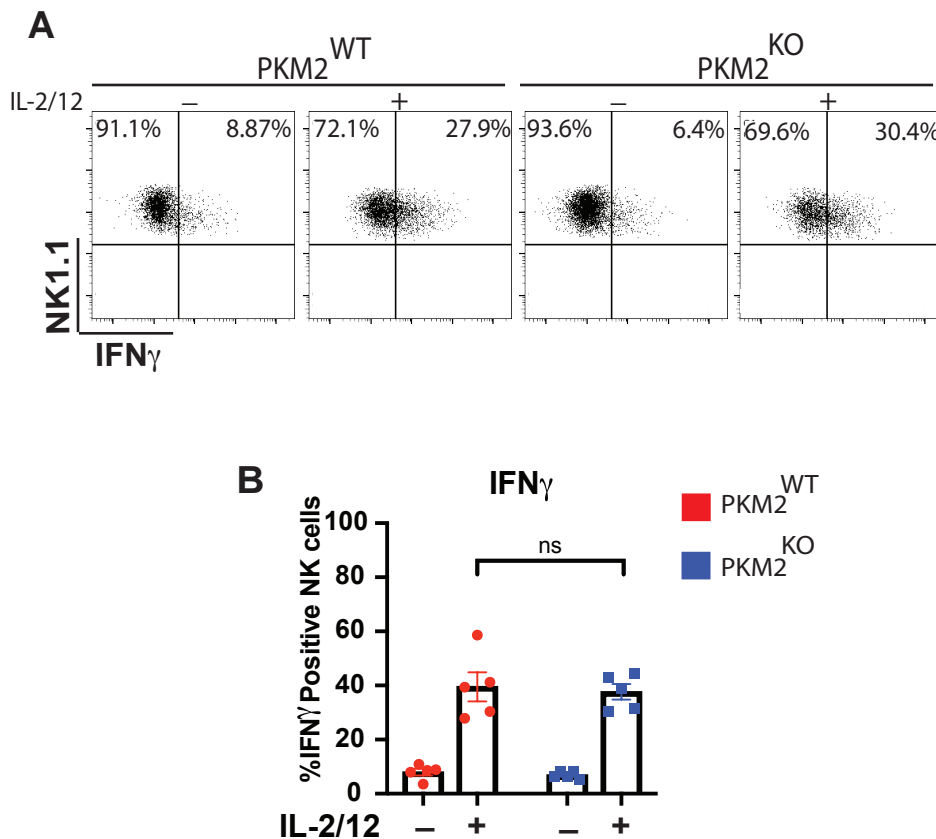 A
PKM2WT PKM2KO
IL-2/12 – + – +
91.1% 8.87% 72.1% 27.9% 93.6% 6.4% 69.6% 30.4%
NK1.1
IFNγ
B
IFNγ
PKM2WT
PKM2KO
%IFNγ Positive NK cells
100
80
60
40
20
0
ns
IL-2/12 – + – +